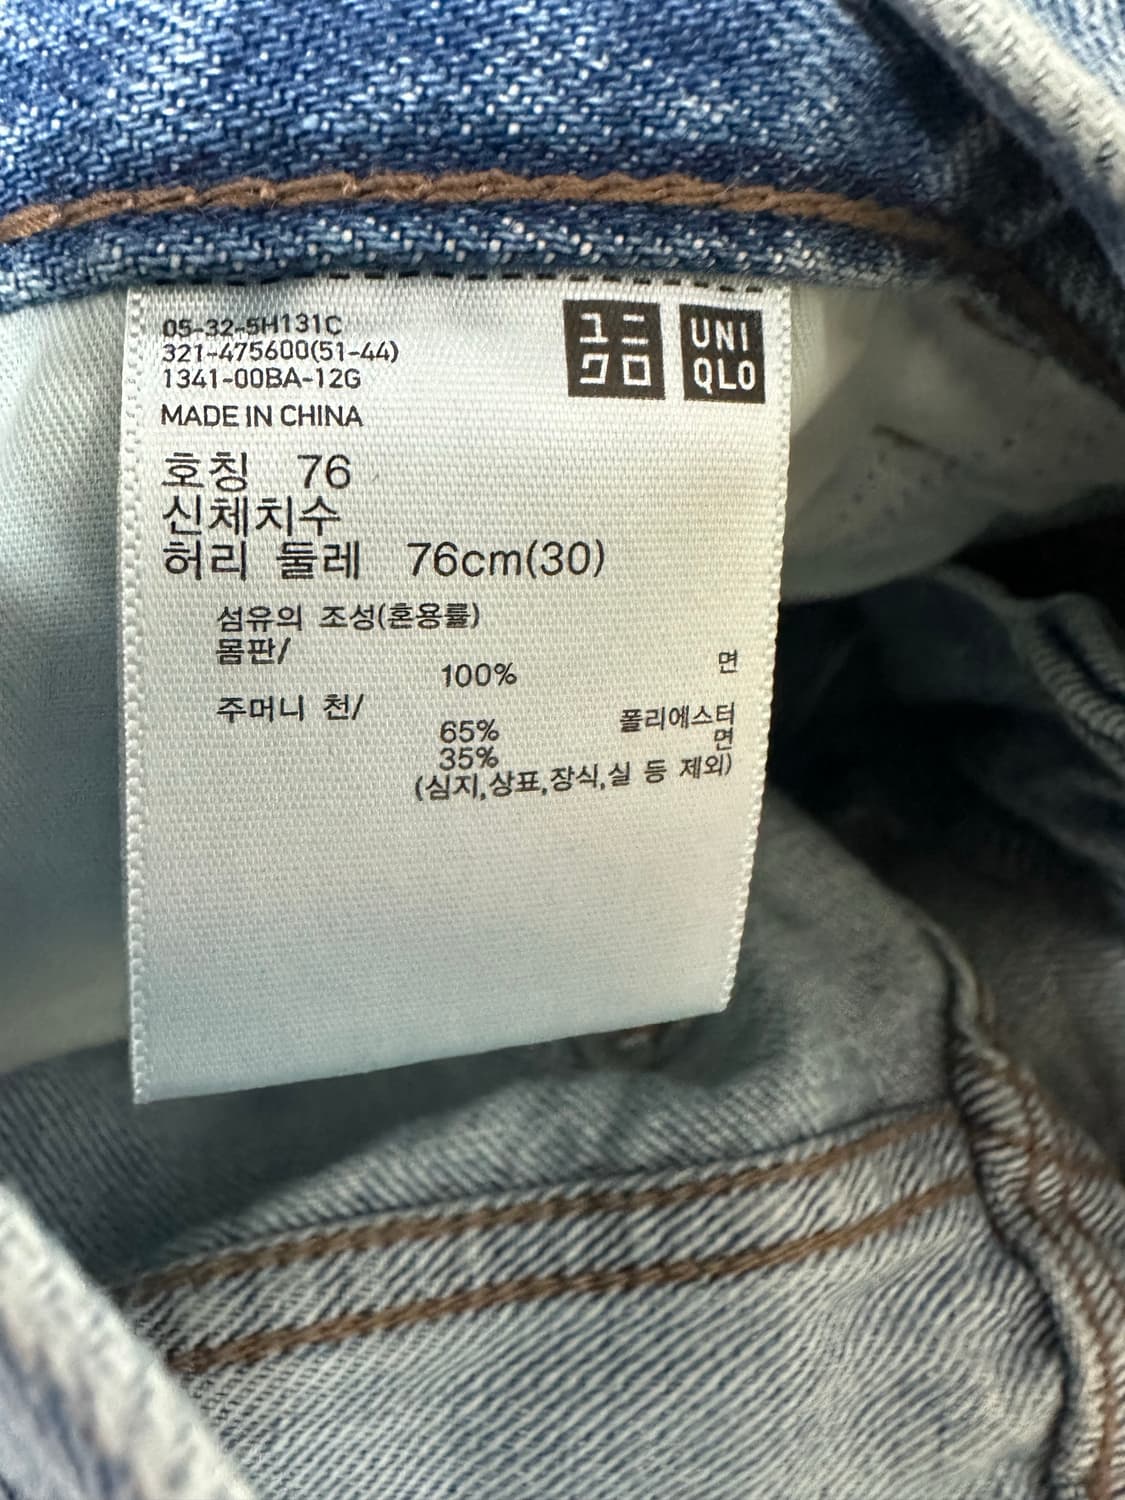 05-32-5H131C
321-475600(51-44)
1341-00BA-12G
MADE IN CHINA
ユニ
クロ
UNI
QLO
호칭 76
신체치수
허리 둘레 76cm(30)
섬유의 조성(혼용률)
몸판/
100% 면
주머니 천/
65% 폴리에스터
35% 면
(심지,상표,장식,실 등 제외)